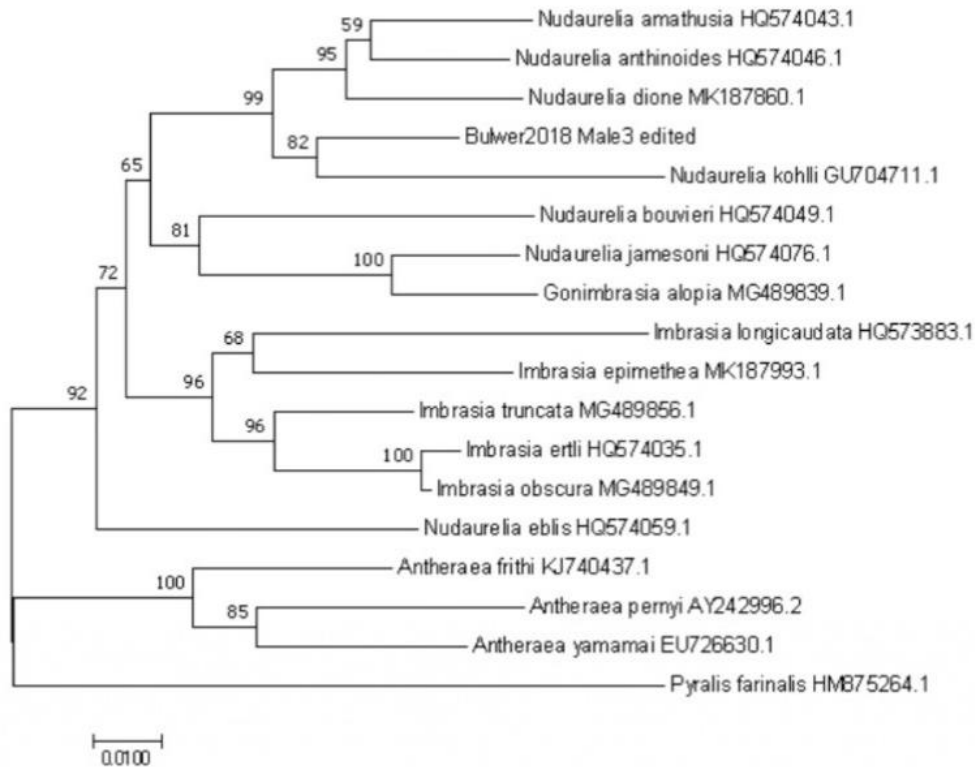 59
Nudaurelia amathusia HQ574043.1
95
Nudaurelia anthinoides HQ574046.1
99
Nudaurelia dione MK187860.1
82
Bulwer2018 Male3 edited
65
Nudaurelia kohlli GU704711.1
81
Nudaurelia bouvieri HQ574049.1
100
Nudaurelia jamesoni HQ574076.1
72
Gonimbrasia alopia MG489839.1
68
Imbrasia longicaudata HQ573883.1
96
Imbrasia epimethea MK187993.1
92
96
Imbrasia truncata MG489856.1
100
Imbrasia ertli HQ574035.1
Imbrasia obscura MG489849.1
Nudaurelia eblis HQ574059.1
100
Antheraea frithi KJ740437.1
85
Antheraea pernyi AY242996.2
Antheraea yamamai EU726630.1
Pyralis farinalis HM875264.1
0.0100